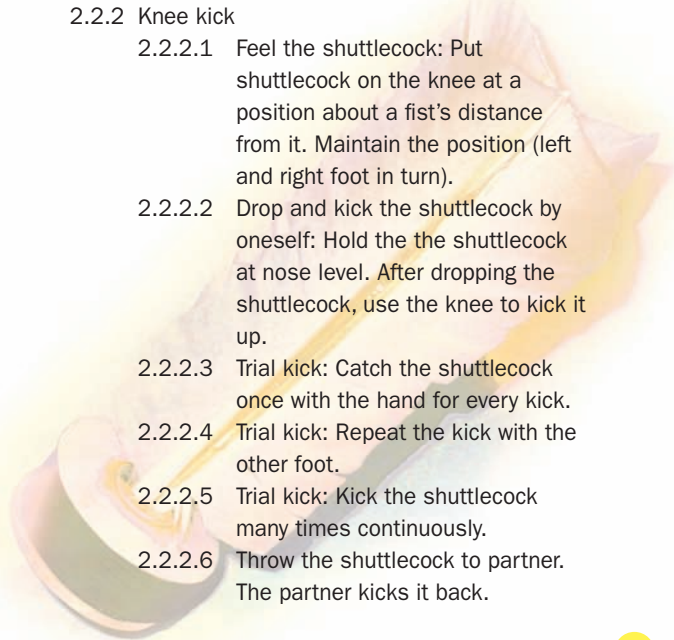 2.2.2 Knee kick
2.2.2.1 Feel the shuttlecock: Put
shuttlecock on the knee at a
position about a fist's distance
from it. Maintain the position (left
and right foot in turn).
2.2.2.2 Drop and kick the shuttlecock by
oneself: Hold the the shuttlecock
at nose level. After dropping the
shuttlecock, use the knee to kick it
up.
2.2.2.3 Trial kick: Catch the shuttlecock
once with the hand for every kick.
2.2.2.4 Trial kick: Repeat the kick with the
other foot.
2.2.2.5 Trial kick: Kick the shuttlecock
many times continuously.
2.2.2.6 Throw the shuttlecock to partner.
The partner kicks it back.